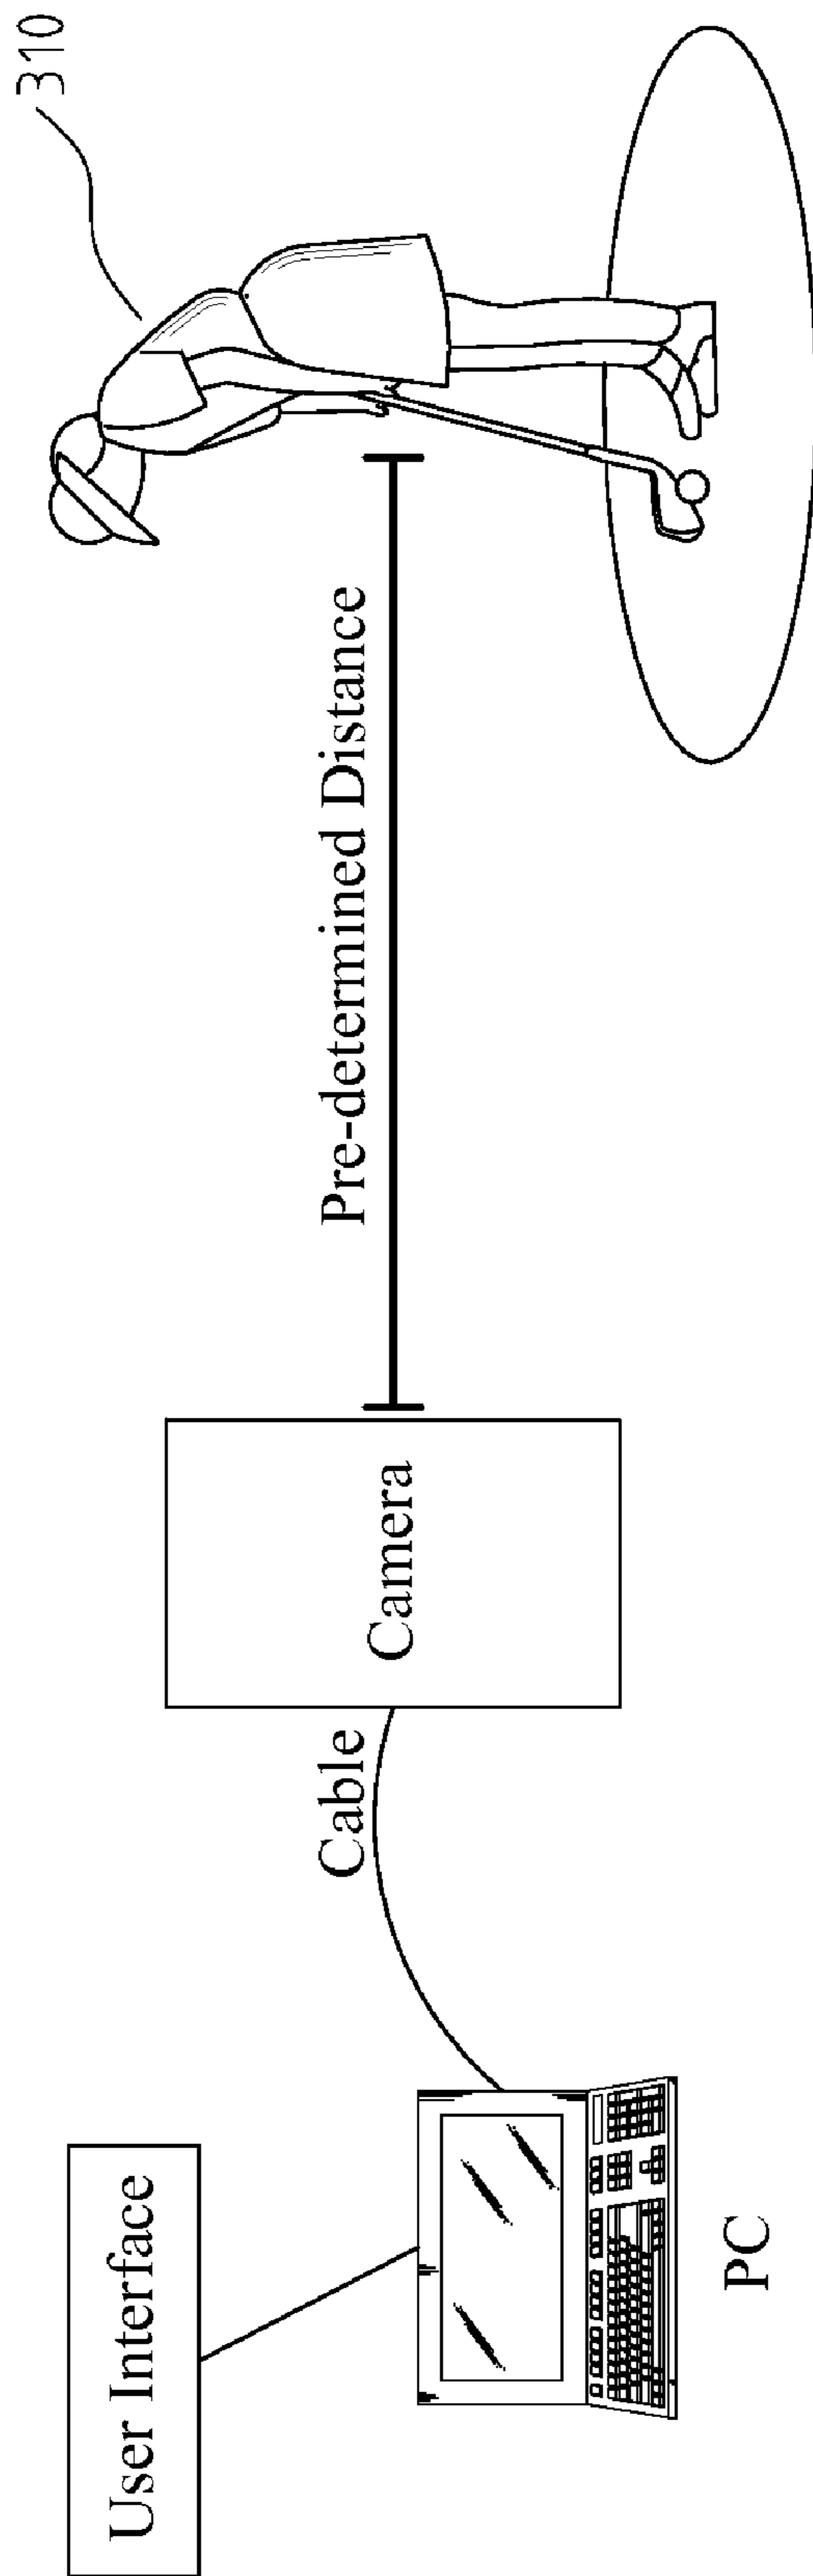 User Interface
PC
Cable
Camera
Pre-determined Distance
310